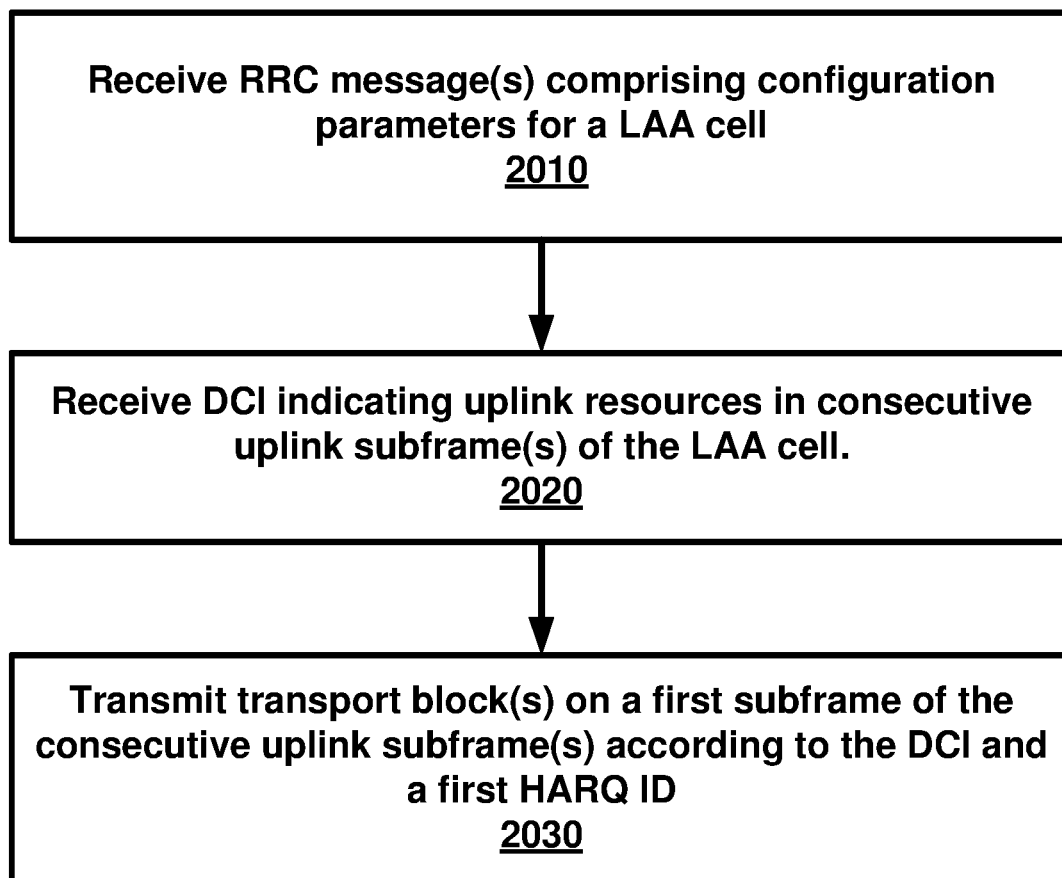 Receive RRC message(s) comprising configuration
parameters for a LAA cell
2010
Receive DCI indicating uplink resources in consecutive
uplink subframe(s) of the LAA cell.
2020
Transmit transport block(s) on a first subframe of the
consecutive uplink subframe(s) according to the DCI and
a first HARQ ID
2030